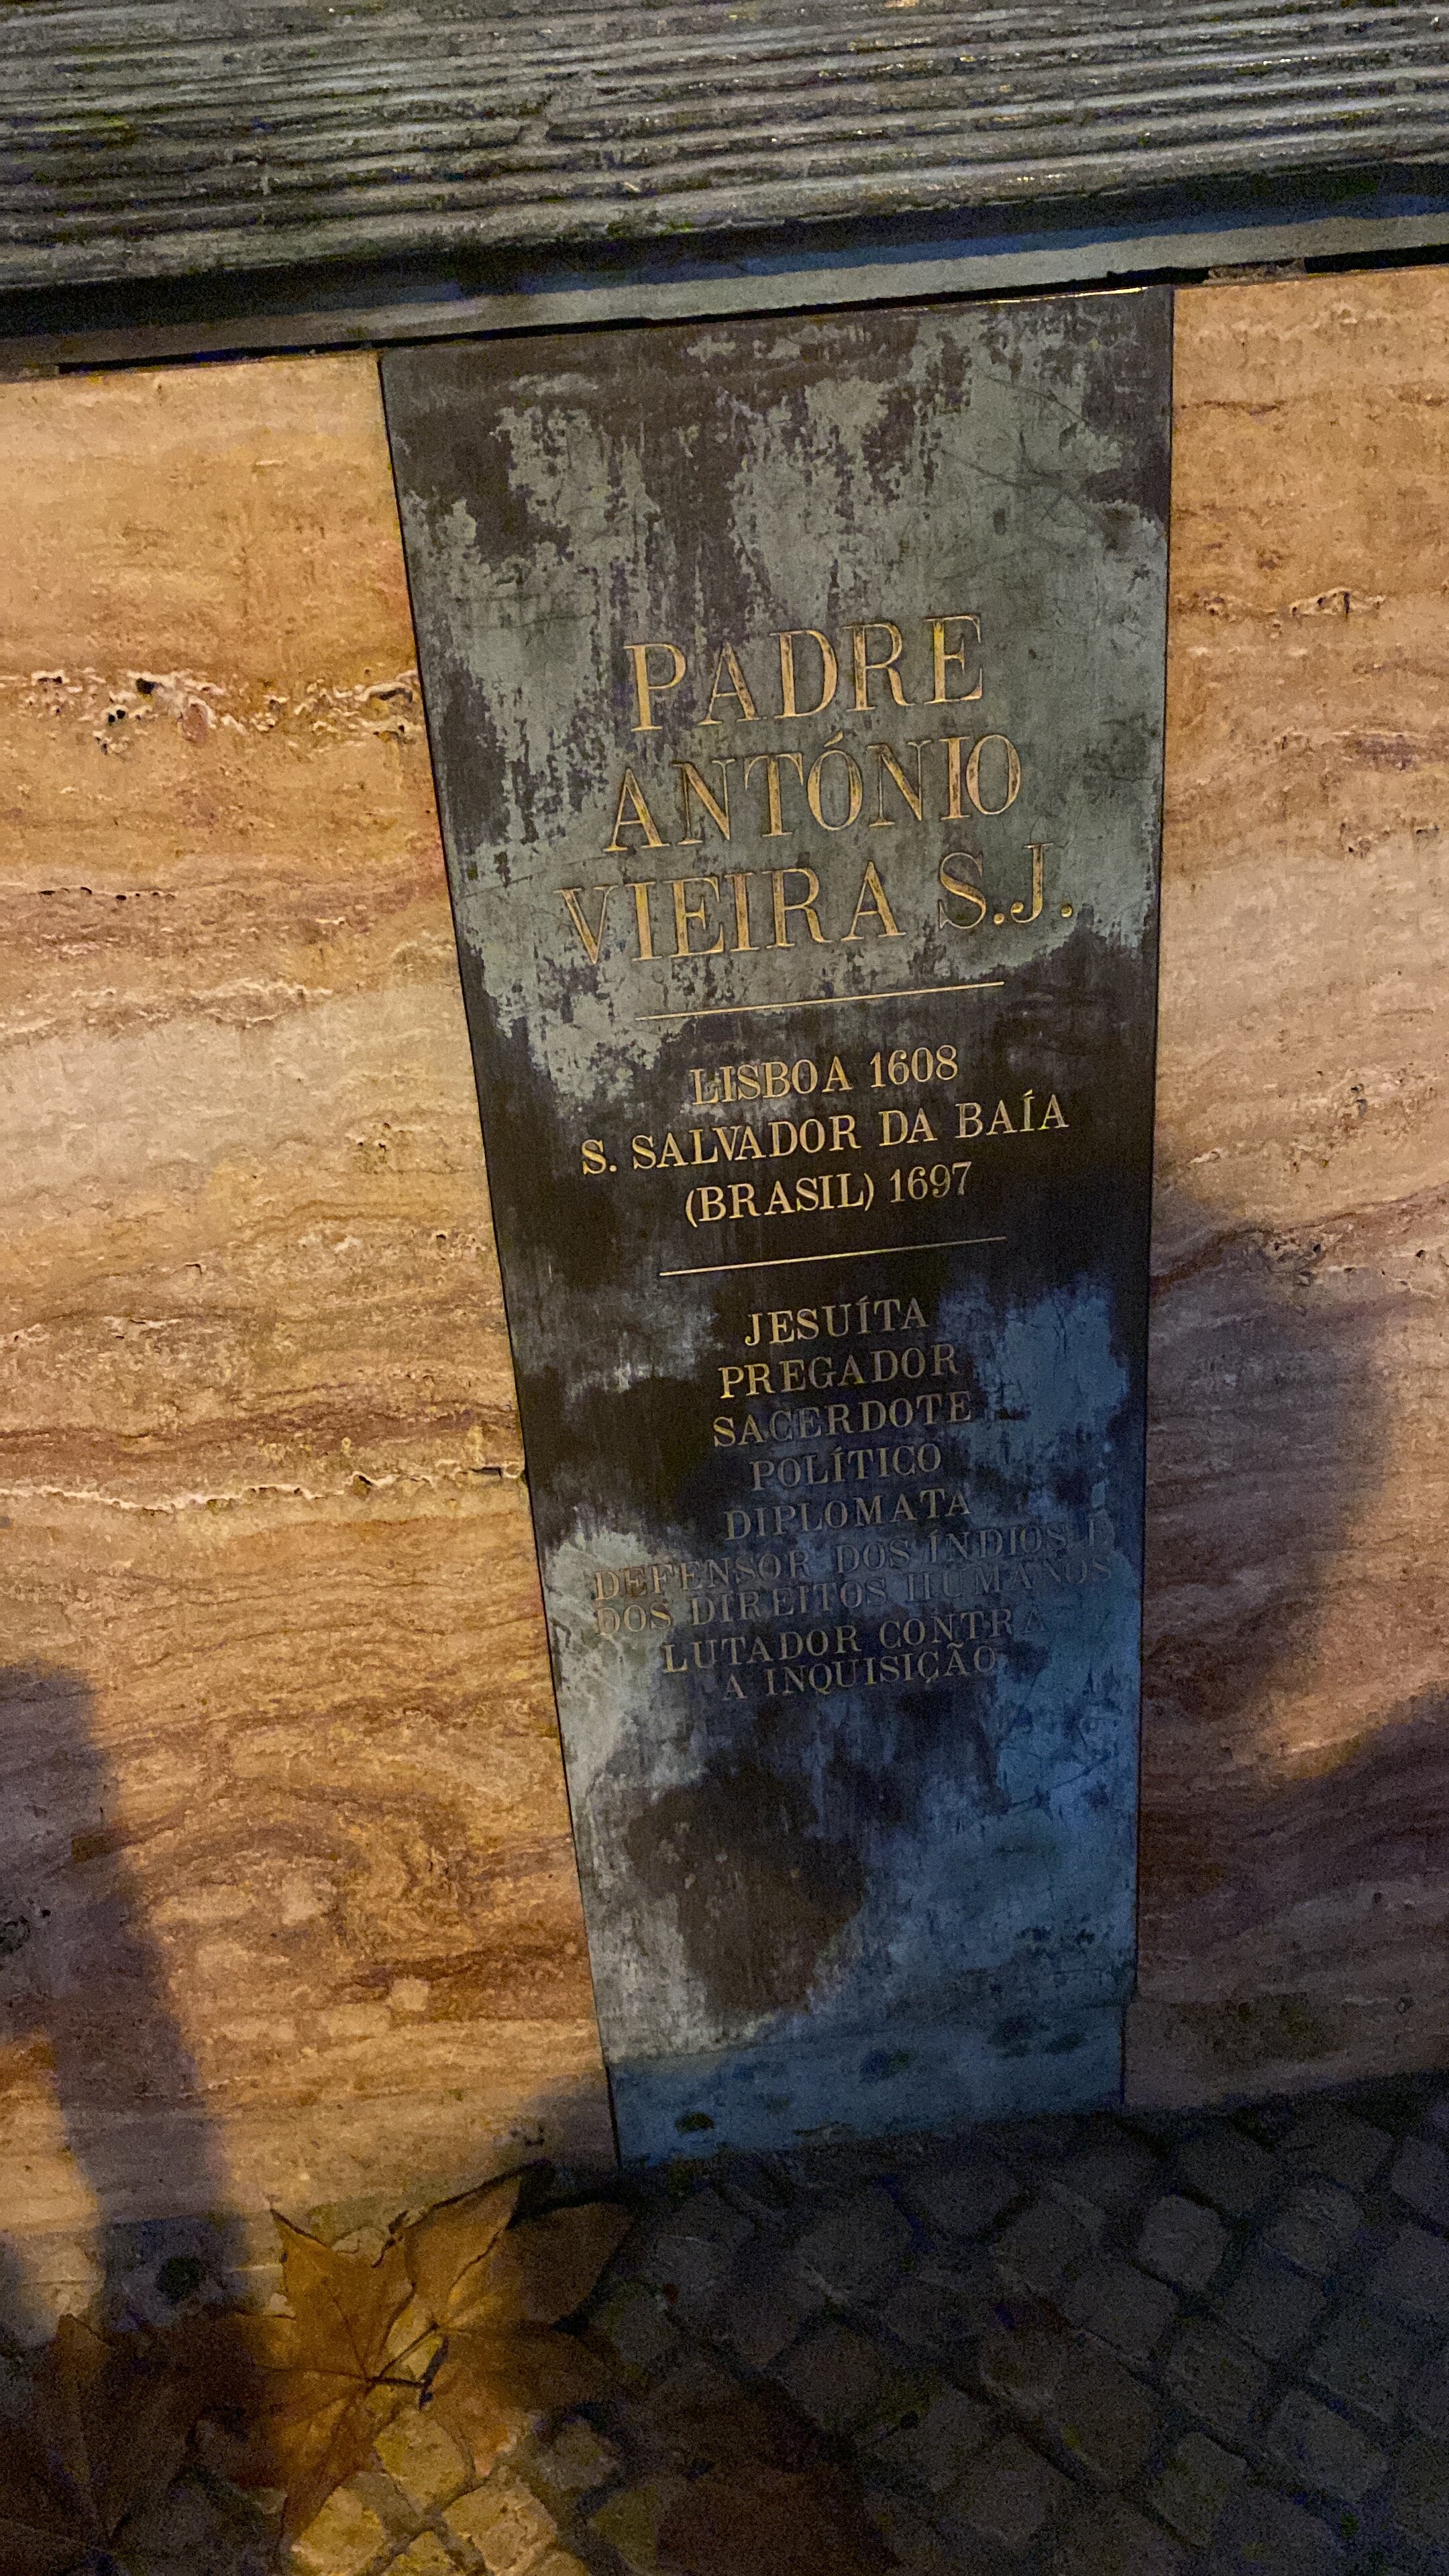 PADRE
ANTÓNIO
VIEIRA S.J.
LISBOA 1608
S. SALVADOR DA BAÍA
(BRASIL) 1697
JESUÍTA
PREGADOR
SACERDOTE
POLÍTICO
DIPLOMATA
DEFENSOR DOS ÍNDIOS E
DOS DIREITOS HUMANOS
LUTADOR CONTRA
A INQUISIÇÃO